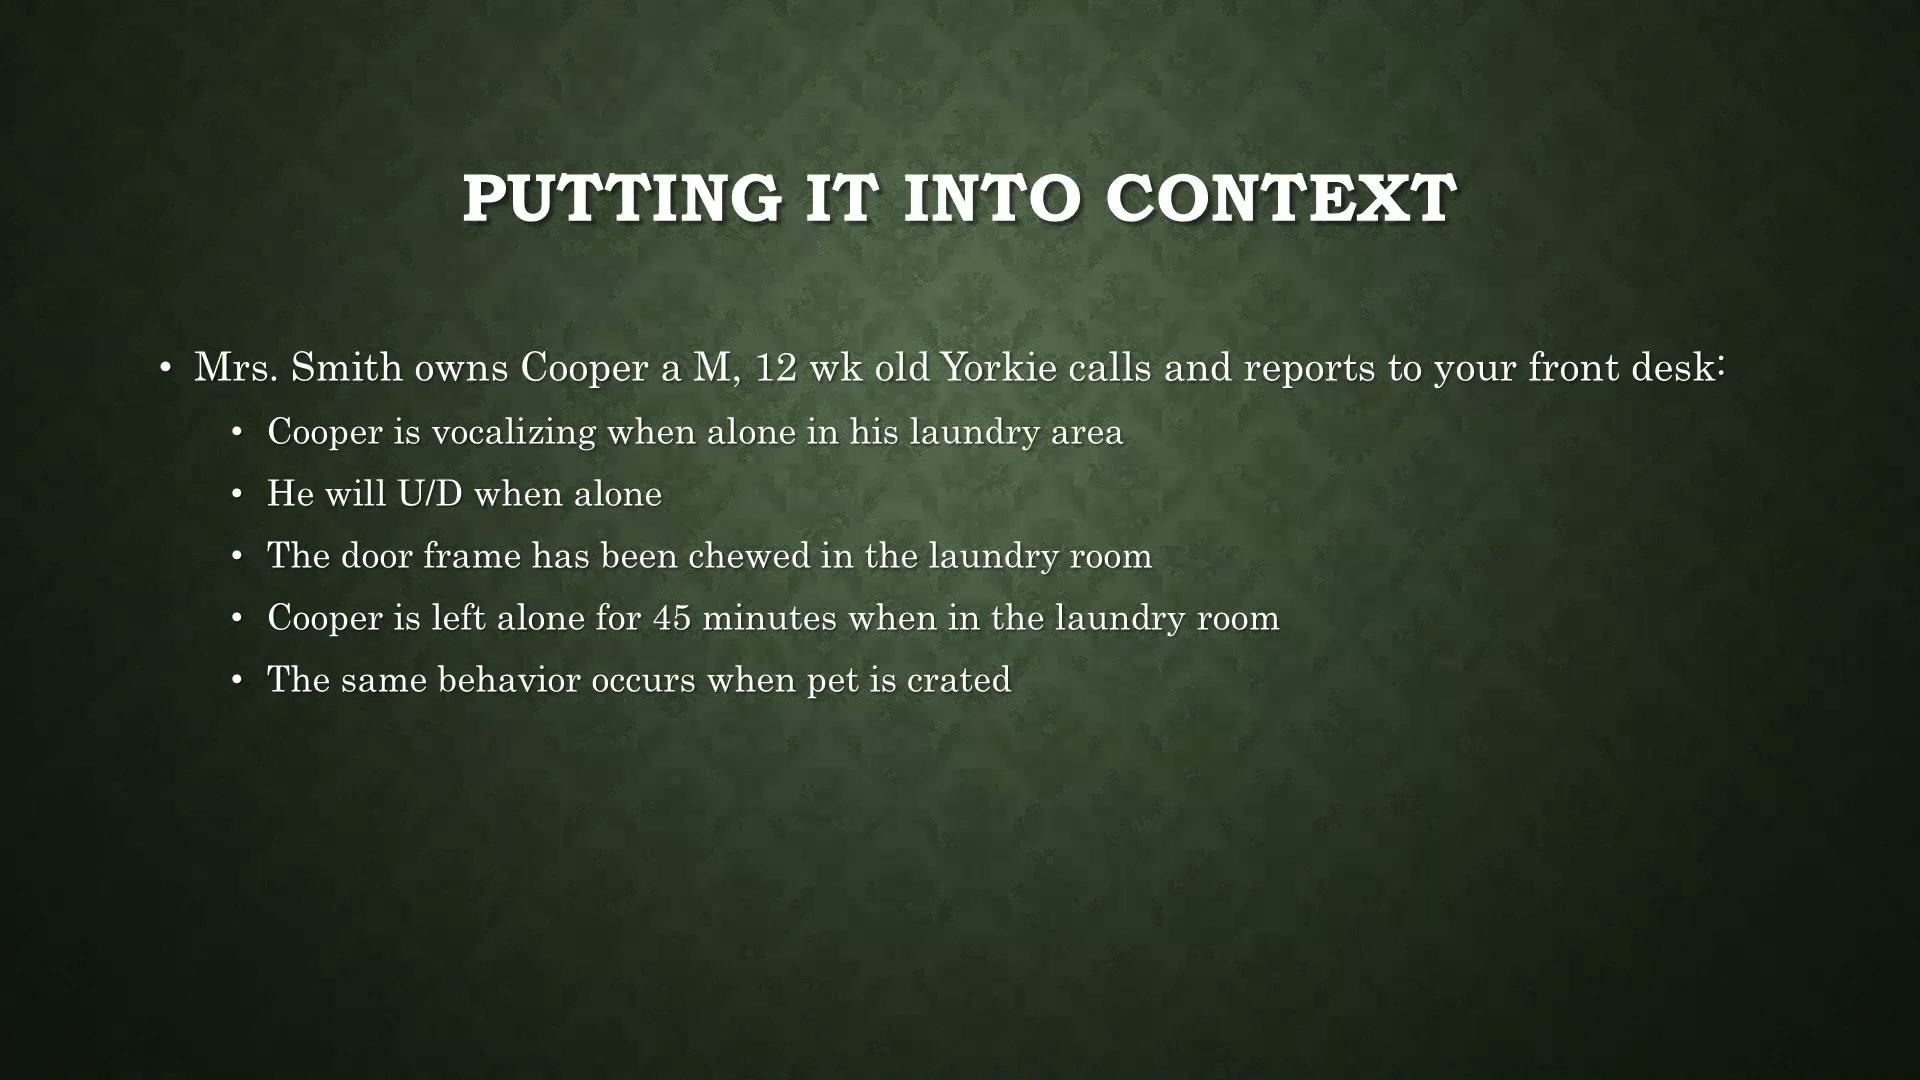 PUTTING IT INTO CONTEXT
• Mrs. Smith owns Cooper a M, 12 wk old Yorkie calls and reports to your front desk:
• Cooper is vocalizing when alone in his laundry area
• He will U/D when alone
• The door frame has been chewed in the laundry room
• Cooper is left alone for 45 minutes when in the laundry room
• The same behavior occurs when pet is crated